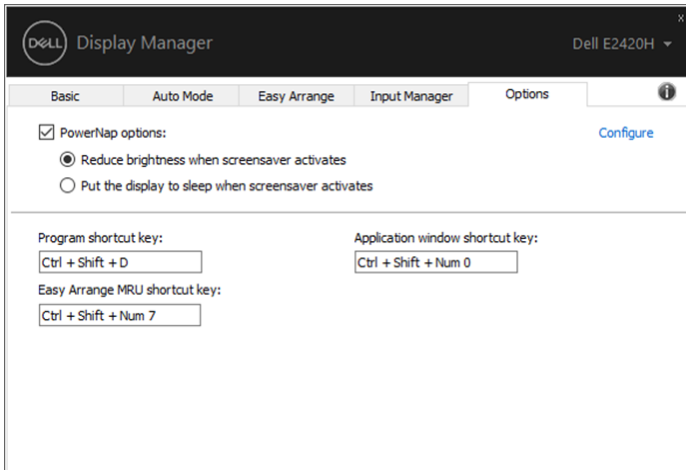 x
DELL Display Manager
Dell E2420H
Basic
Auto Mode
Easy Arrange
Input Manager
Options
i
PowerNap options:
Configure
Reduce brightness when screensaver activates
Put the display to sleep when screensaver activates
Program shortcut key:
Ctrl + Shift + D
Application window shortcut key:
Ctrl + Shift + Num 0
Easy Arrange MRU shortcut key:
Ctrl + Shift + Num 7